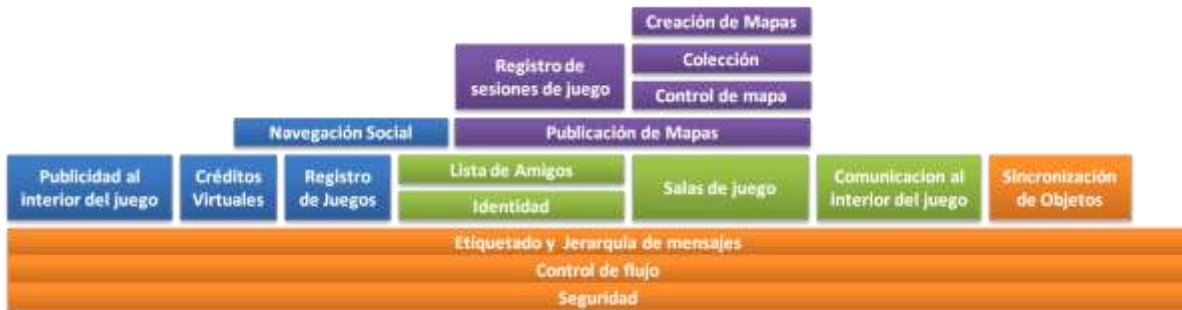 Creación de Mapas
Registro de
sesiones de juego
Colección
Control de mapa
Navegación Social
Publicación de Mapas
Publicidad al
interior del juego
Créditos
Virtuales
Registro
de Juegos
Lista de Amigos
Identidad
Salas de juego
Comunicacion al
interior del juego
Sincronización
de Objetos
Etiquetado y Jerarquia de mensajes
Control de flujo
Seguridad